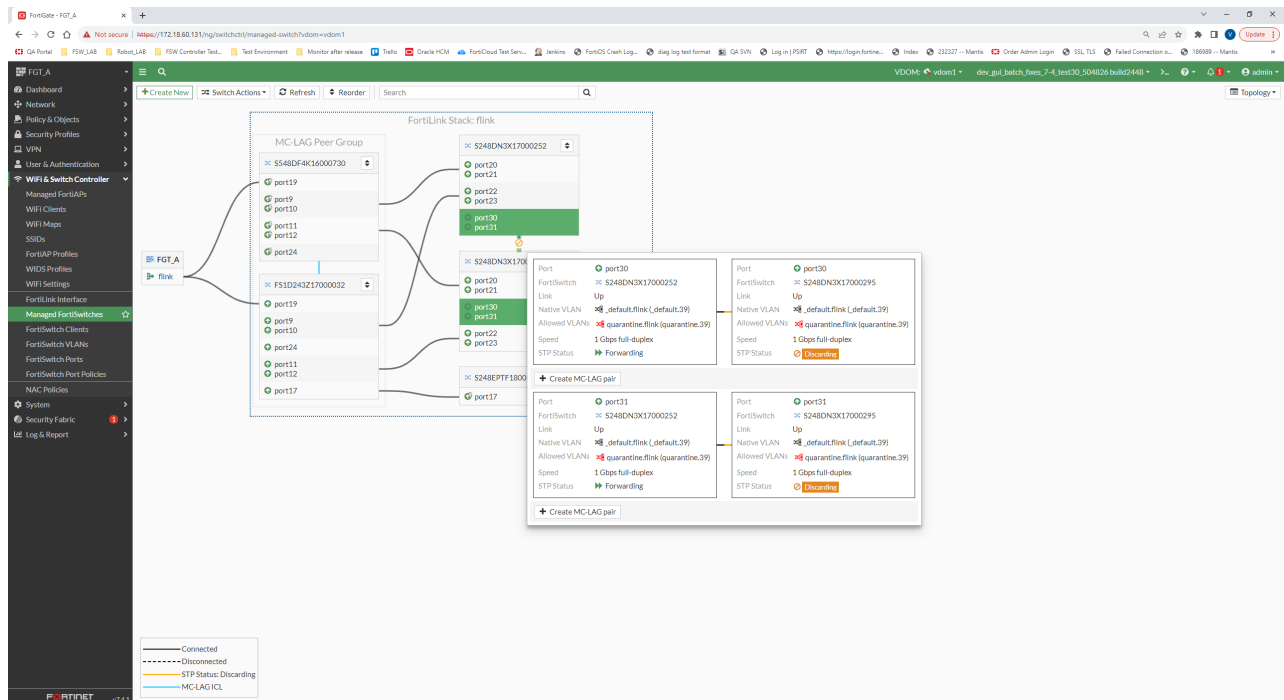 FortiGate - FGT_A
Not secure
https://172.18.60.131/ng/switchctrl/managed-switch?vdom=vdom1
Update
QA Portal
FSW_LAB
Robot_LAB
FSW Controller Test...
Test Environment
Monitor after release
Trello
Oracle HCM
FortiCloud Test Serv...
Jenkins
FortiOS Crash Log...
diag log test format
QA SVN
Log in | PSIRT
https://login.fortine...
Index
232327 -- Mantis
Order Admin Login
SSL, TLS
Failed Connection o...
186989 -- Mantis
FGT_A
VDOM: vdom1
dev_gui_batch_fixes_7-4_test30_504826 build2448
1
admin
Dashboard
Network
Policy & Objects
Security Profiles
VPN
User & Authentication
WiFi & Switch Controller
Managed FortiAPs
WiFi Clients
WiFi Maps
SSIDs
FortiAP Profiles
WIDS Profiles
WiFi Settings
FortiLink Interface
Managed FortiSwitches
FortiSwitch Clients
FortiSwitch VLANs
FortiSwitch Ports
FortiSwitch Port Policies
NAC Policies
System
Security Fabric 1
Log & Report
FORTINET v7.4.1
Create New
Switch Actions
Refresh
Reorder
Search
Topology
FortiLink Stack: flink
FGT_A
flink
MC-LAG Peer Group
S548DF4K16000730
port19
port9
port10
port11
port12
port24
FS1D243Z17000032
port19
port9
port10
port24
port11
port12
port17
S248DN3X17000252
port20
port21
port22
port23
port30
port31
S248DN3X170
port20
port21
port30
port31
port22
port23
S248EPTF1800
port17
Port port30
FortiSwitch S248DN3X17000252
Link Up
Native VLAN _default.flink (_default.39)
Allowed VLANs quarantine.flink (quarantine.39)
Speed 1 Gbps full-duplex
STP Status Forwarding
Port port30
FortiSwitch S248DN3X17000295
Link Up
Native VLAN _default.flink (_default.39)
Allowed VLANs quarantine.flink (quarantine.39)
Speed 1 Gbps full-duplex
STP Status Discarding
Create MC-LAG pair
Port port31
FortiSwitch S248DN3X17000252
Link Up
Native VLAN _default.flink (_default.39)
Allowed VLANs quarantine.flink (quarantine.39)
Speed 1 Gbps full-duplex
STP Status Forwarding
Port port31
FortiSwitch S248DN3X17000295
Link Up
Native VLAN _default.flink (_default.39)
Allowed VLANs quarantine.flink (quarantine.39)
Speed 1 Gbps full-duplex
STP Status Discarding
Create MC-LAG pair
Connected
Disconnected
STP Status: Discarding
MC-LAG ICL